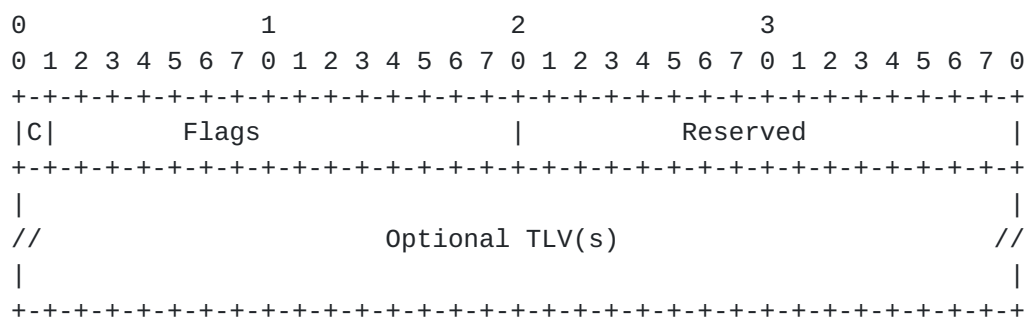 0                   1                   2                   3
0 1 2 3 4 5 6 7 0 1 2 3 4 5 6 7 0 1 2 3 4 5 6 7 0 1 2 3 4 5 6 7 0
+-+-+-+-+-+-+-+-+-+-+-+-+-+-+-+-+-+-+-+-+-+-+-+-+-+-+-+-+-+-+-+-+
|C|        Flags                |          Reserved             |
+-+-+-+-+-+-+-+-+-+-+-+-+-+-+-+-+-+-+-+-+-+-+-+-+-+-+-+-+-+-+-+-+
|                                                               |
//                      Optional TLV(s)                        //
|                                                               |
+-+-+-+-+-+-+-+-+-+-+-+-+-+-+-+-+-+-+-+-+-+-+-+-+-+-+-+-+-+-+-+-+